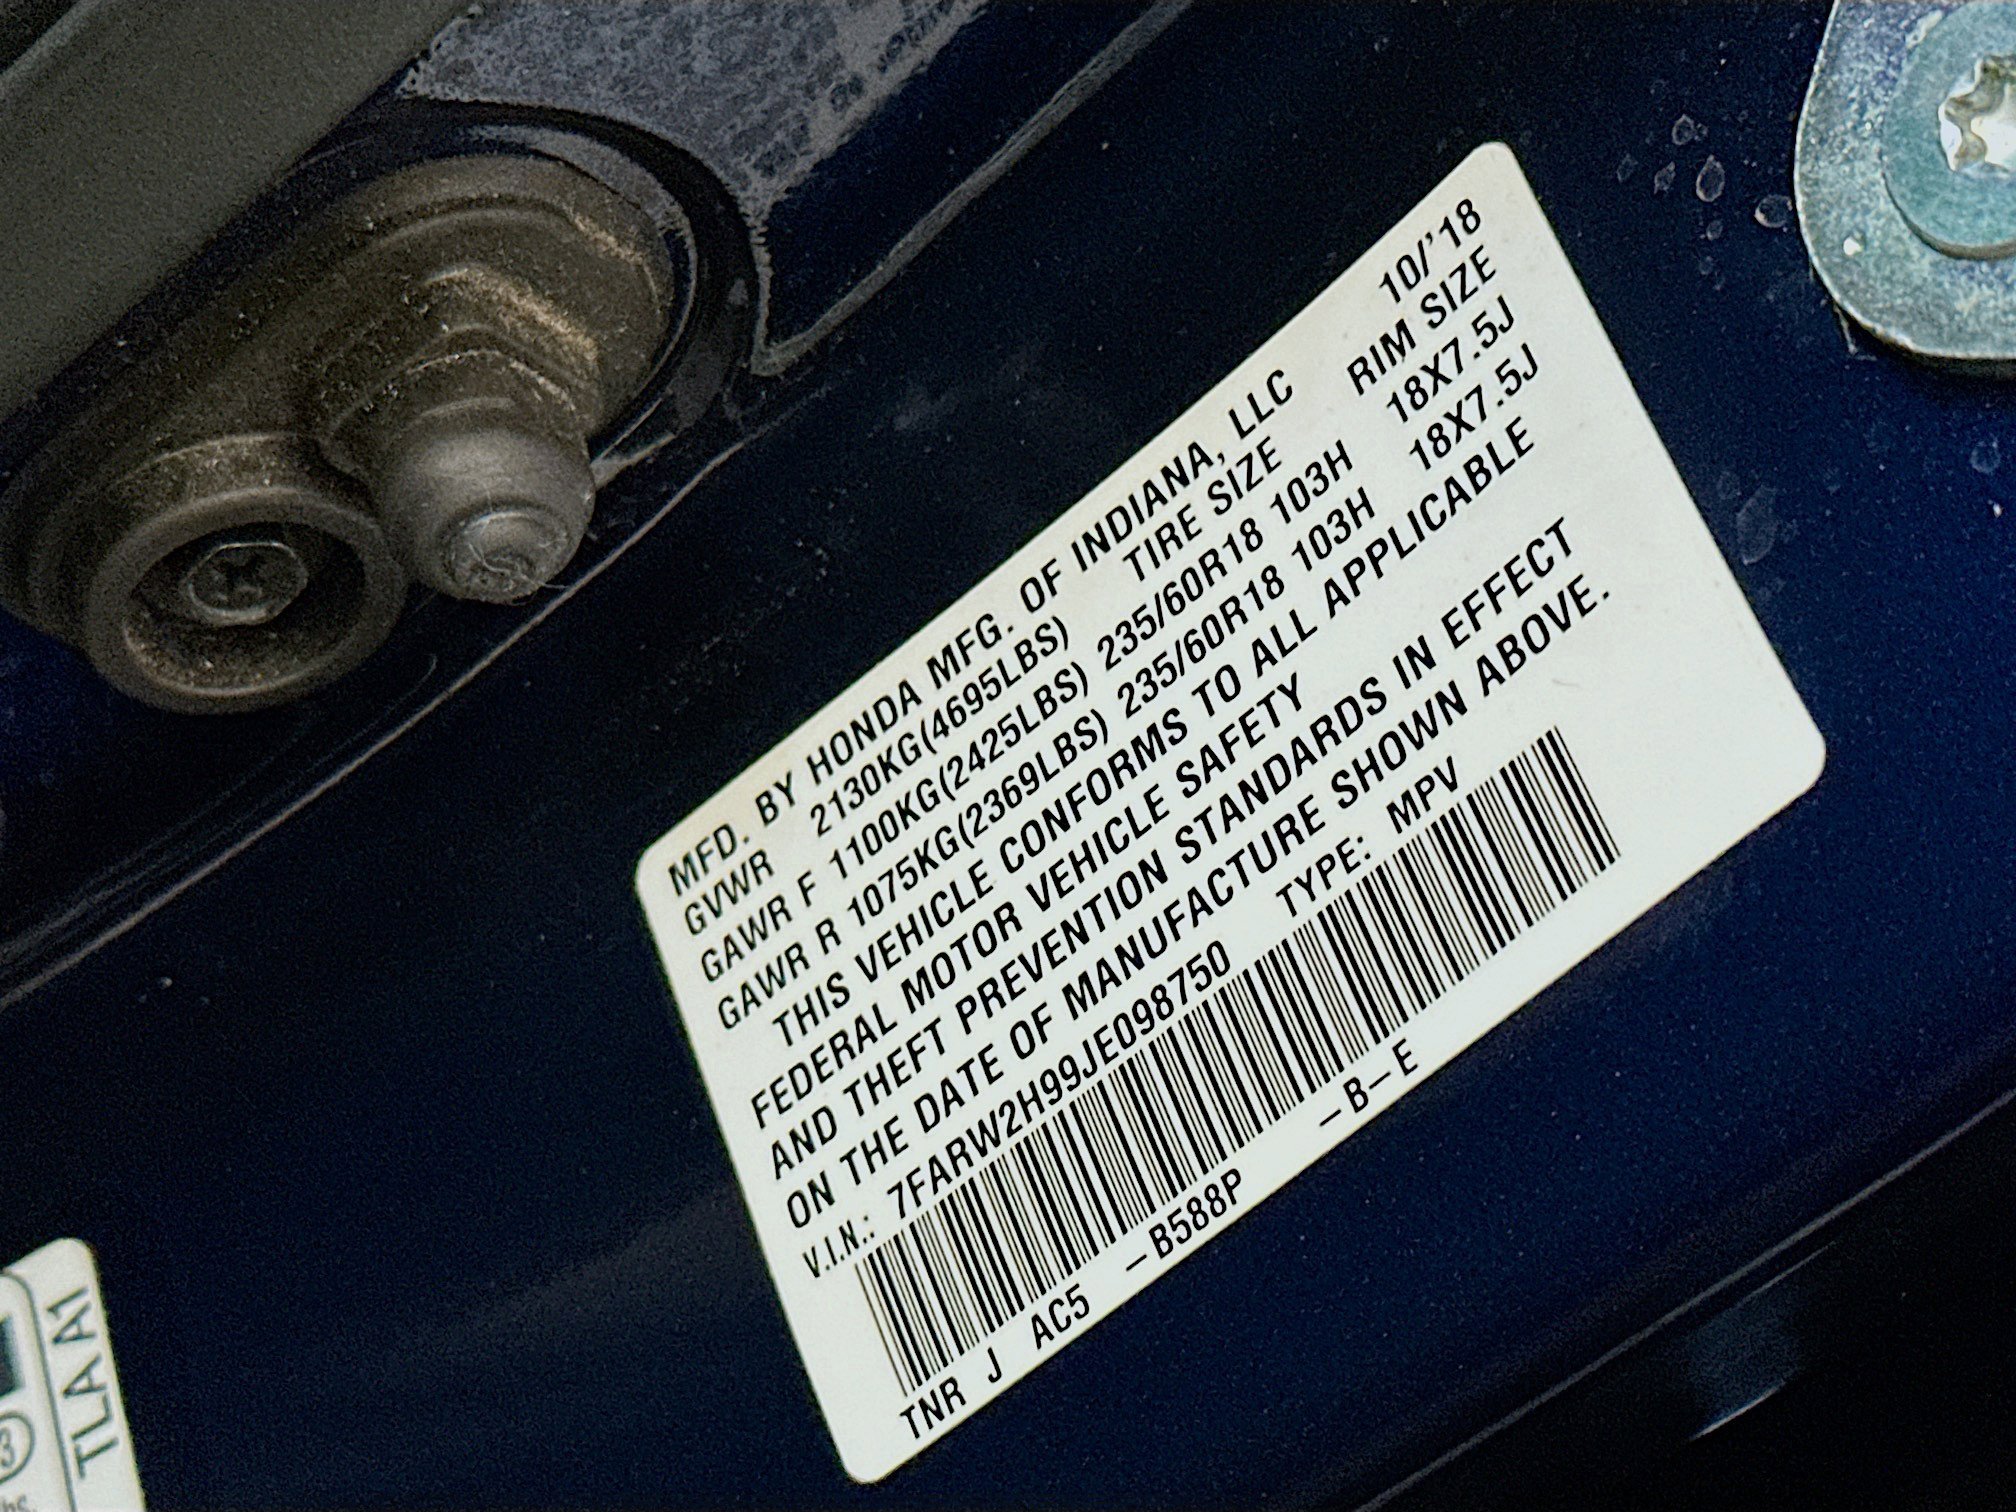 MFD. BY HONDA MFG. OF INDIANA, LLC 10/'18
GVWR 2130KG(4695LBS) TIRE SIZE RIM SIZE
GAWR F 1100KG(2425LBS) 235/60R18 103H 18X7.5J
GAWR R 1075KG(2369LBS) 235/60R18 103H 18X7.5J
THIS VEHICLE CONFORMS TO ALL APPLICABLE
FEDERAL MOTOR VEHICLE SAFETY
AND THEFT PREVENTION STANDARDS IN EFFECT
ON THE DATE OF MANUFACTURE SHOWN ABOVE.
V.I.N.: 7FARW2H99JE098750 TYPE: MPV
TNR J AC5 –B588P –B–E
TLAA1
3